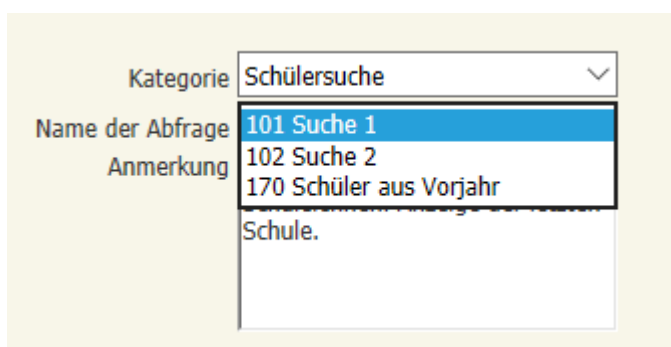 Kategorie Schülersuche
Name der Abfrage 101 Suche 1
Anmerkung 102 Suche 2
170 Schüler aus Vorjahr
Schule.